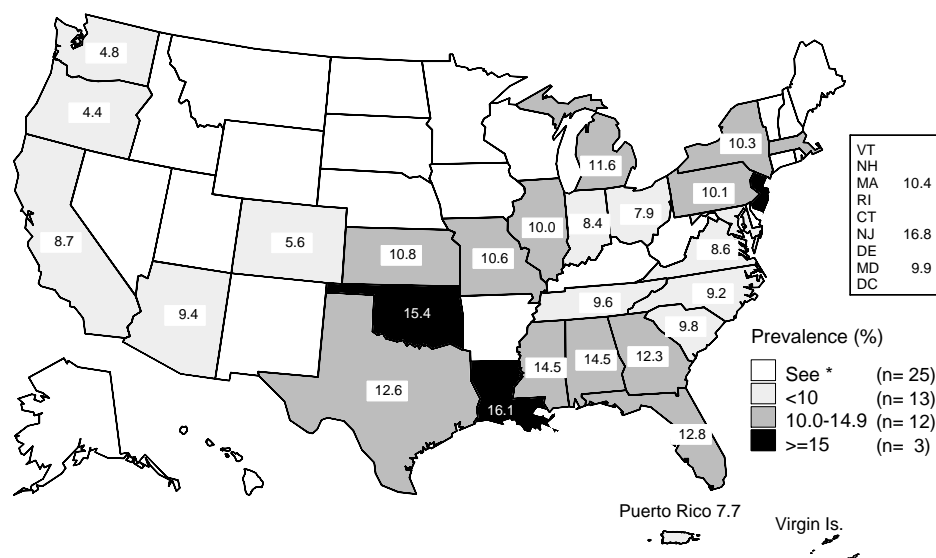 4.8
4.4
8.7
9.4
5.6
10.8
15.4
12.6
10.6
16.1
10.0
11.6
8.4
7.9
10.3
10.1
8.6
9.2
9.6
9.8
14.5
14.5
12.3
12.8
VT
NH
MA 10.4
RI
CT
NJ 16.8
DE
MD 9.9
DC
Prevalence (%)
See * (n= 25)
<10 (n= 13)
10.0-14.9 (n= 12)
>=15 (n= 3)
Puerto Rico 7.7
Virgin Is.